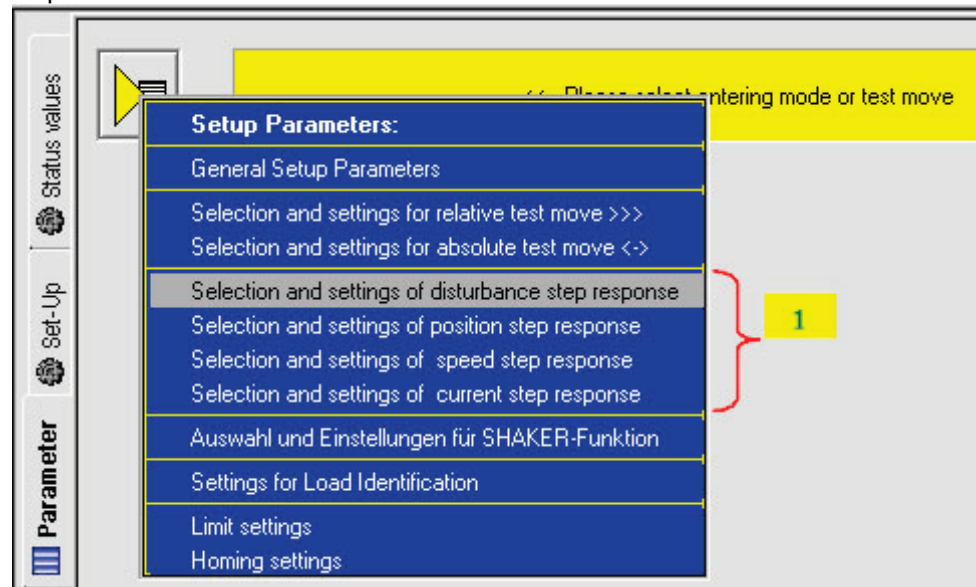 Status values
Set-Up
Parameter
select entering mode or test move
Setup Parameters:
General Setup Parameters
Selection and settings for relative test move >>>
Selection and settings for absolute test move <->
Selection and settings of disturbance step response
Selection and settings of position step response
Selection and settings of speed step response
Selection and settings of current step response
1
Auswahl und Einstellungen für SHAKER-Funktion
Settings for Load Identification
Limit settings
Homing settings